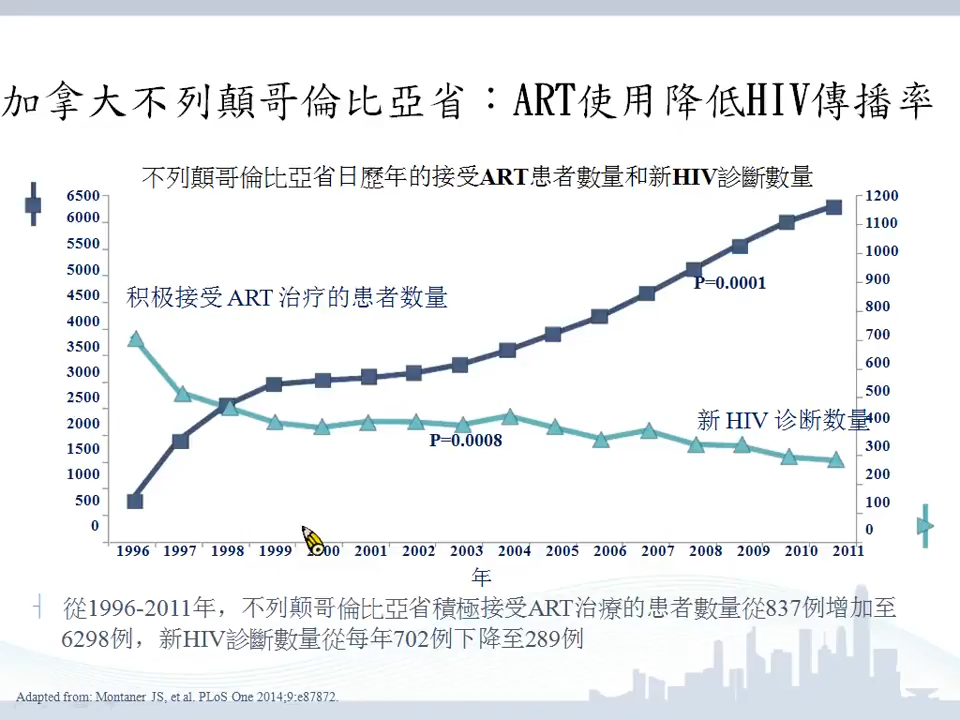 加拿大不列顛哥倫比亞省：ART使用降低HIV傳播率
不列顛哥倫比亞省日歷年的接受ART患者數量和新HIV診斷數量
6500
6000
5500
5000
4500
4000
3500
3000
2500
2000
1500
1000
500
0
1200
1100
1000
900
800
700
600
500
400
300
200
100
0
积极接受 ART 治疗的患者数量
P=0.0001
新 HIV 诊断数量
P=0.0008
1996 1997 1998 1999 2000 2001 2002 2003 2004 2005 2006 2007 2008 2009 2010 2011
年
從1996-2011年，不列颠哥倫比亞省積極接受ART治療的患者數量從837例增加至
6298例，新HIV診斷數量從每年702例下降至289例
Adapted from: Montaner JS, et al. PLoS One 2014;9:e87872.